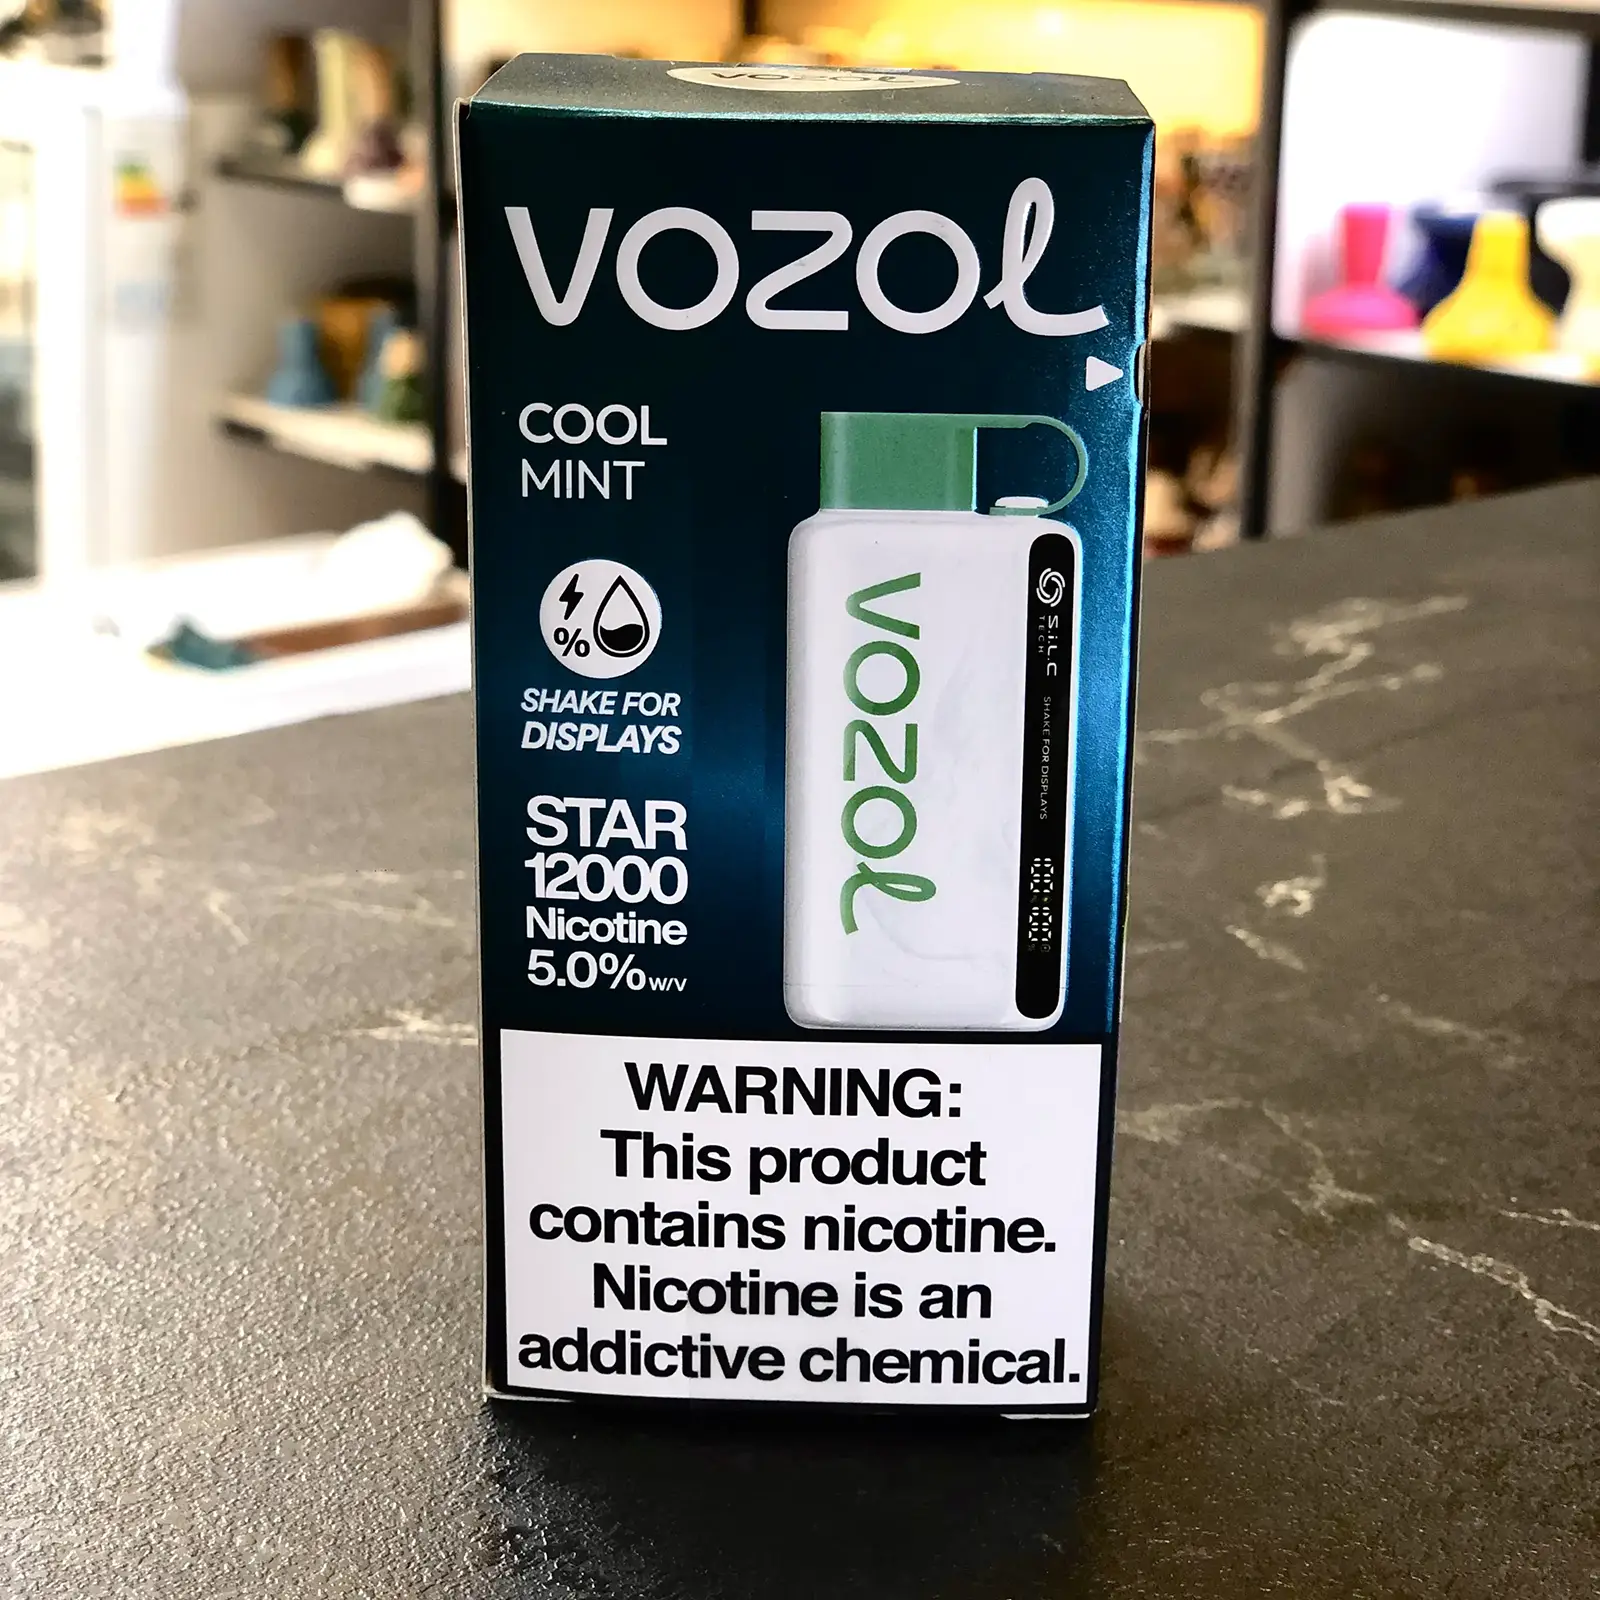 vozol
vozol
COOL
MINT
%
SHAKE FOR
DISPLAYS
STAR
12000
Nicotine
5.0% w/v
vozol
S.i.L.C
TECH
SHAKE FOR DISPLAYS
WARNING:
This product
contains nicotine.
Nicotine is an
addictive chemical.